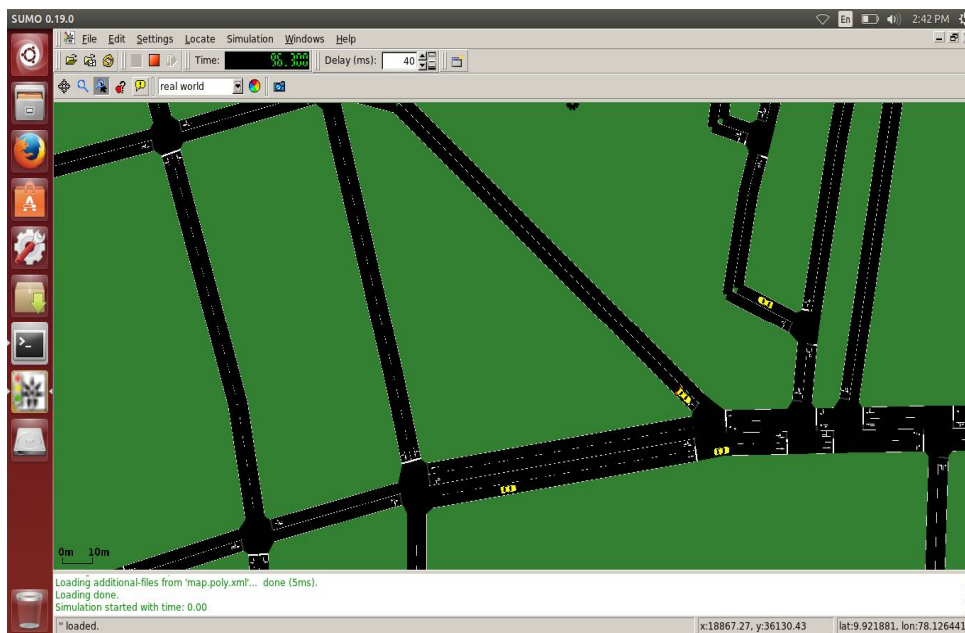 SUMO 0.19.0
En
2:42 PM
File Edit Settings Locate Simulation Windows Help
Time: 96.300 Delay (ms): 40
real world
0m 10m
Loading additional-files from 'map.poly.xml'... done (5ms).
Loading done.
Simulation started with time: 0.00
'' loaded.
x:18867.27, y:36130.43
lat:9.921881, lon:78.126441